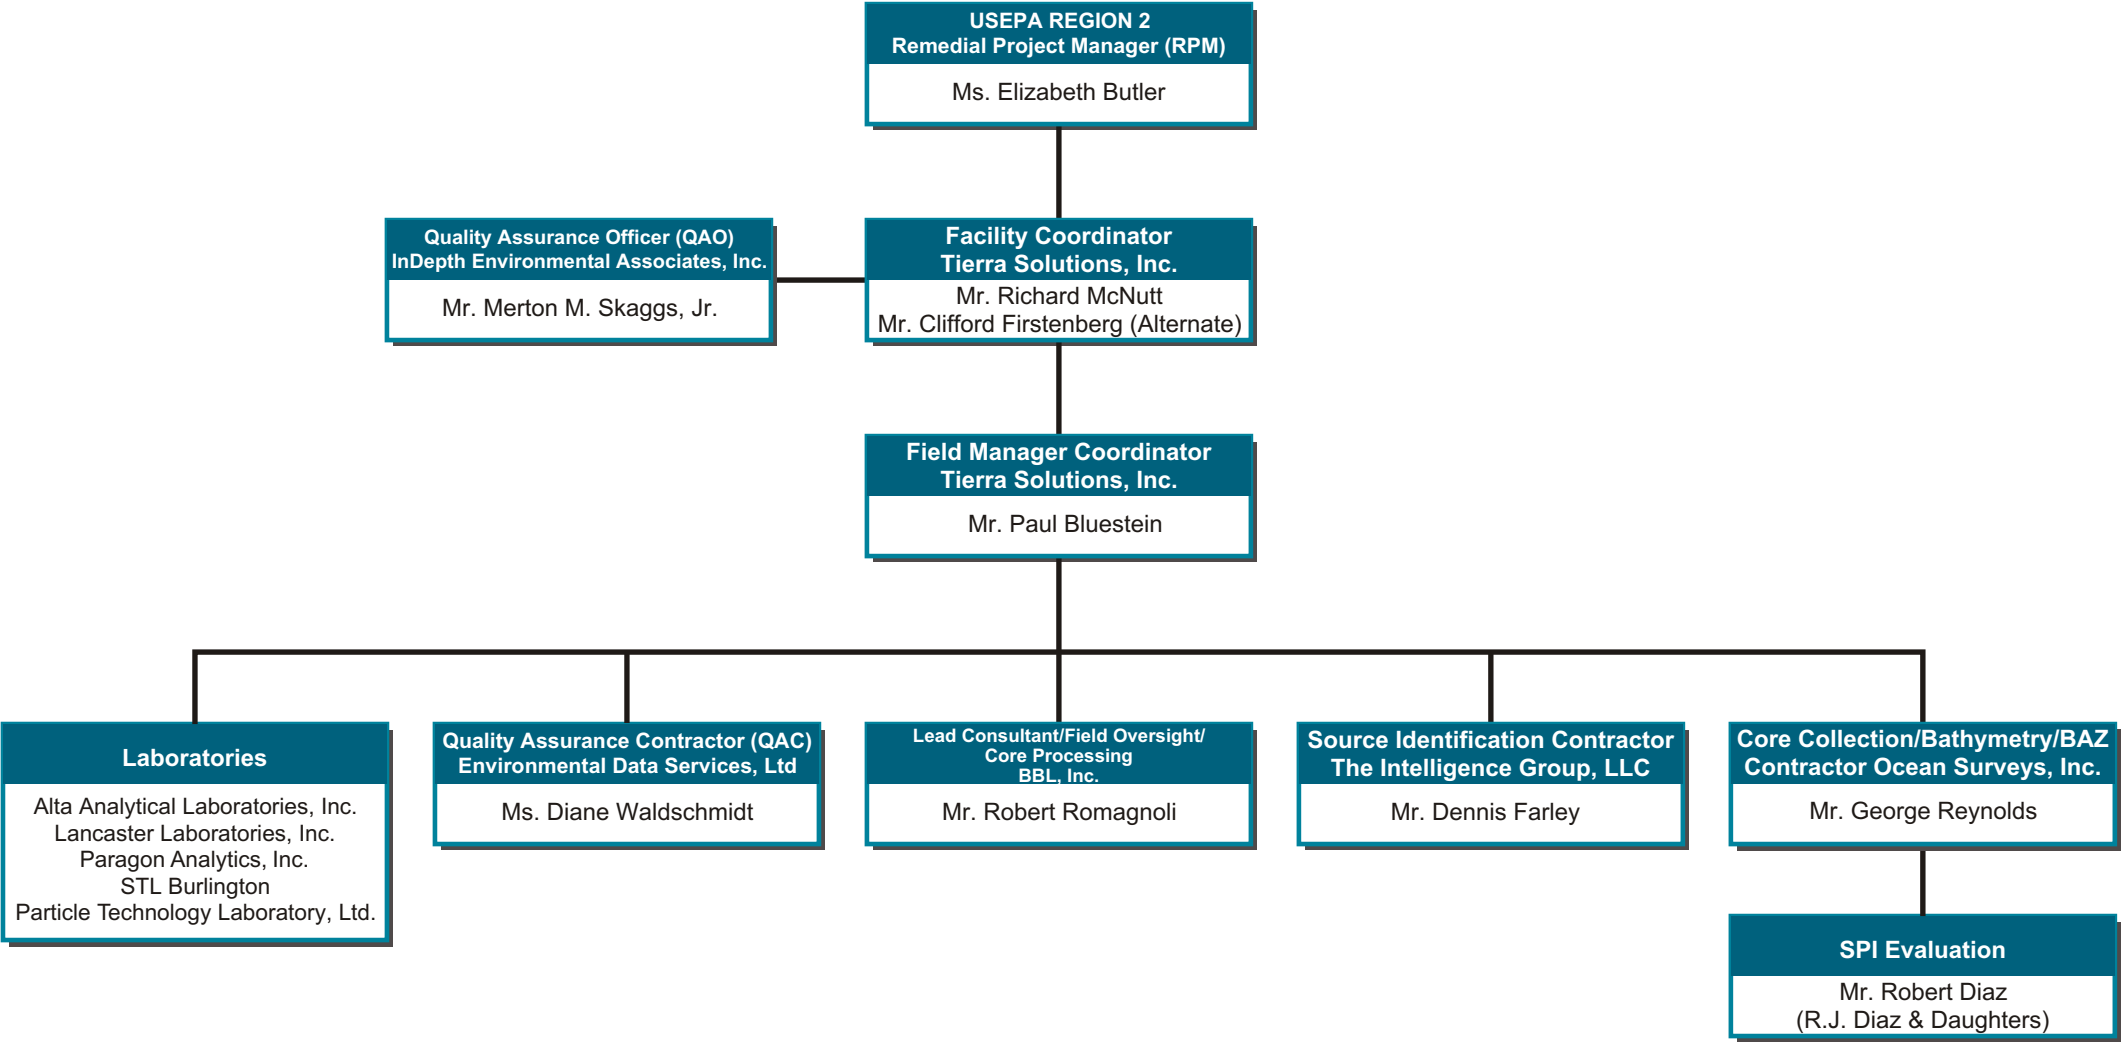 USEPA REGION 2
Remedial Project Manager (RPM)
Ms. Elizabeth Butler
Quality Assurance Officer (QAO)
InDepth Environmental Associates, Inc.
Mr. Merton M. Skaggs, Jr.
Facility Coordinator
Tierra Solutions, Inc.
Mr. Richard McNutt
Mr. Clifford Firstenberg (Alternate)
Field Manager Coordinator
Tierra Solutions, Inc.
Mr. Paul Bluestein
Laboratories
Alta Analytical Laboratories, Inc.
Lancaster Laboratories, Inc.
Paragon Analytics, Inc.
STL Burlington
Particle Technology Laboratory, Ltd.
Quality Assurance Contractor (QAC)
Environmental Data Services, Ltd
Ms. Diane Waldschmidt
Lead Consultant/Field Oversight/
Core Processing
BBL, Inc.
Mr. Robert Romagnoli
Source Identification Contractor
The Intelligence Group, LLC
Mr. Dennis Farley
Core Collection/Bathymetry/BAZ
Contractor Ocean Surveys, Inc.
Mr. George Reynolds
SPI Evaluation
Mr. Robert Diaz
(R.J. Diaz & Daughters)